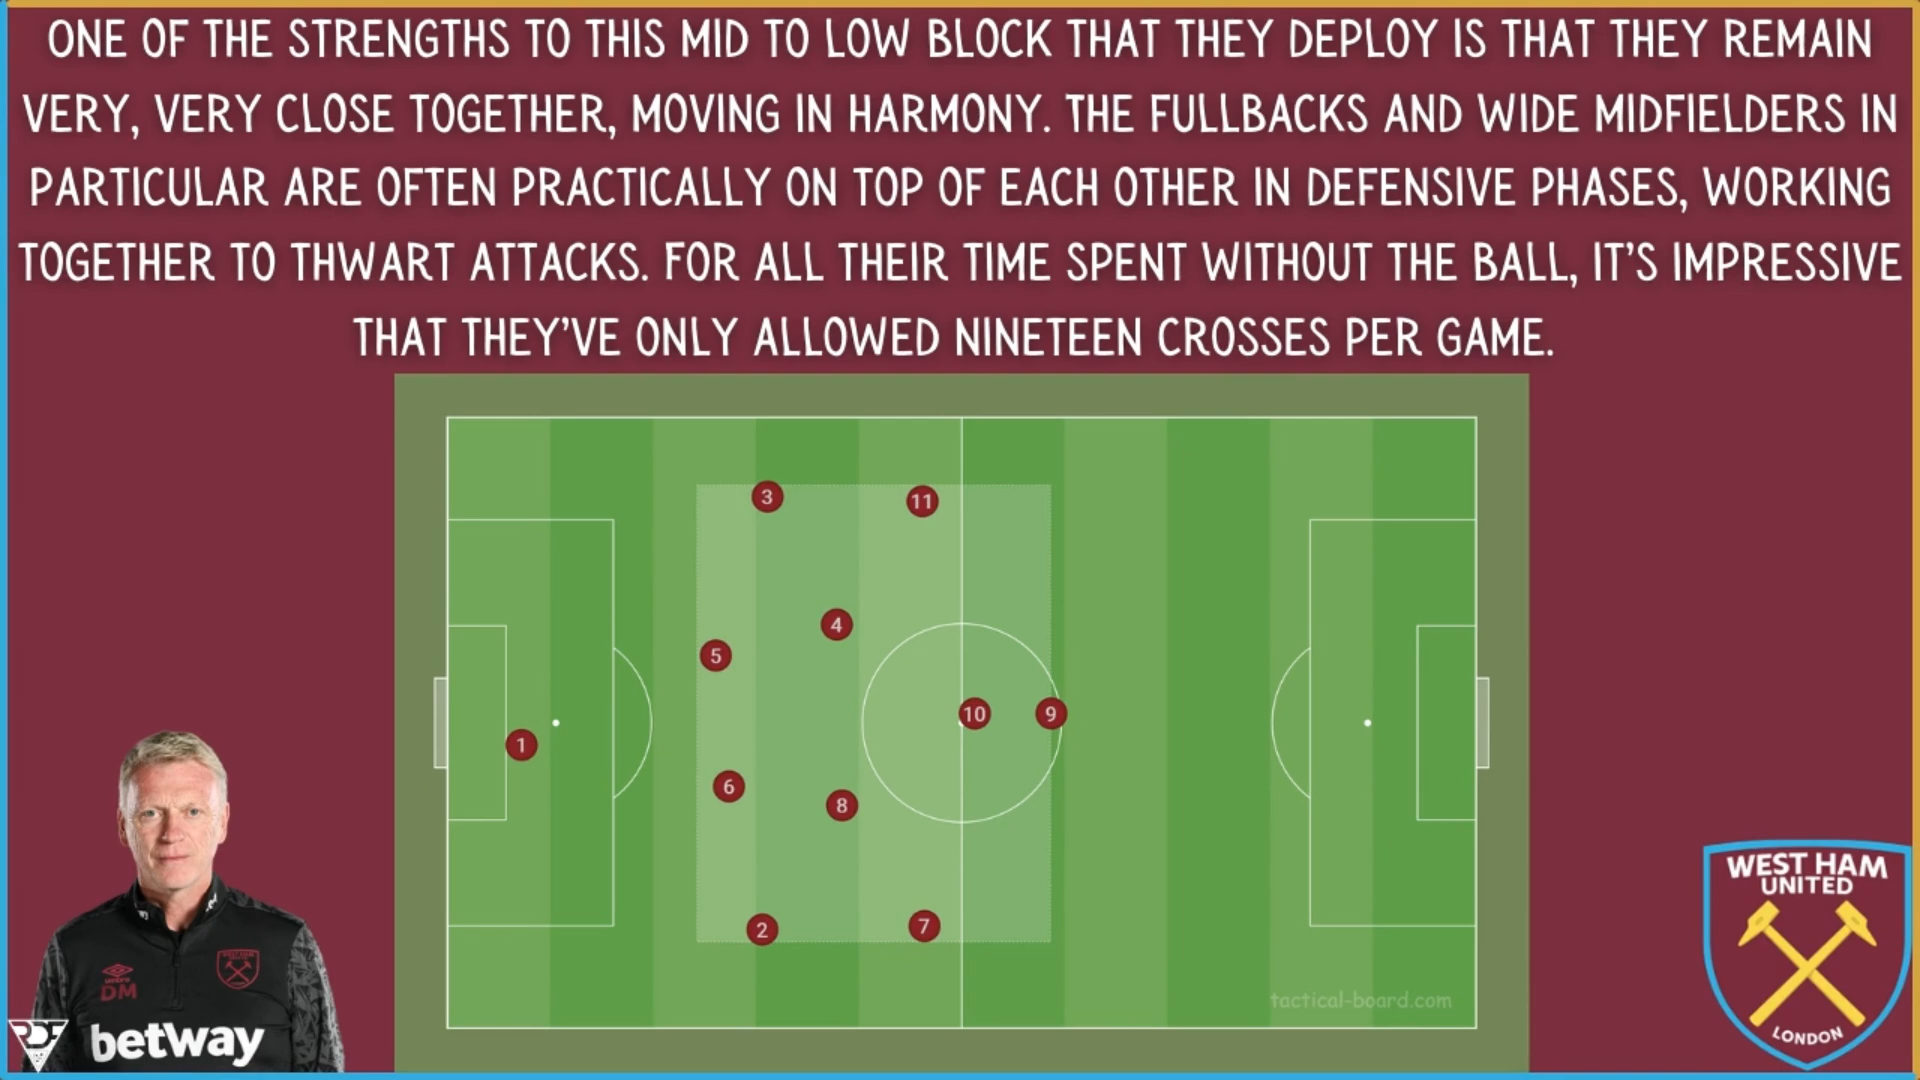 ONE OF THE STRENGTHS TO THIS MID TO LOW BLOCK THAT THEY DEPLOY IS THAT THEY REMAIN
VERY, VERY CLOSE TOGETHER, MOVING IN HARMONY. THE FULLBACKS AND WIDE MIDFIELDERS IN
PARTICULAR ARE OFTEN PRACTICALLY ON TOP OF EACH OTHER IN DEFENSIVE PHASES, WORKING
TOGETHER TO THWART ATTACKS. FOR ALL THEIR TIME SPENT WITHOUT THE BALL, IT'S IMPRESSIVE
THAT THEY'VE ONLY ALLOWED NINETEEN CROSSES PER GAME.
3
11
4
5
10
9
1
6
8
2
7
tactical-board.com
umbro
DM
betway
WEST HAM
UNITED
LONDON